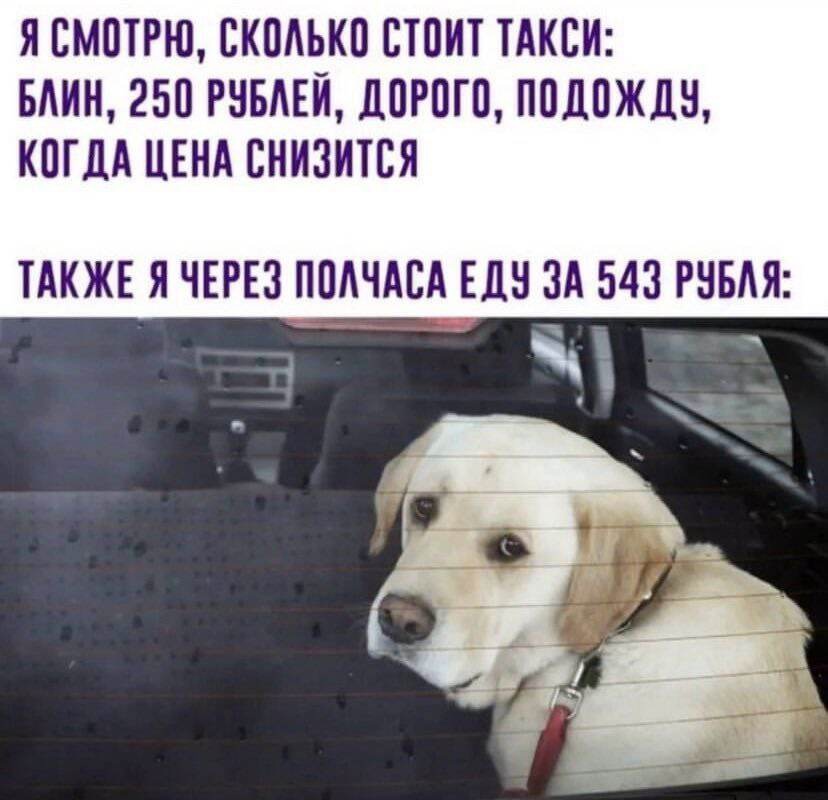 Я СМОТРЮ, СКОЛЬКО СТОИТ ТАКСИ:
БЛИН, 250 РУБЛЕЙ, ДОРОГО, ПОДОЖДУ,
КОГДА ЦЕНА СНИЗИТСЯ
ТАКЖЕ Я ЧЕРЕЗ ПОЛЧАСА ЕДУ ЗА 543 РУБЛЯ: